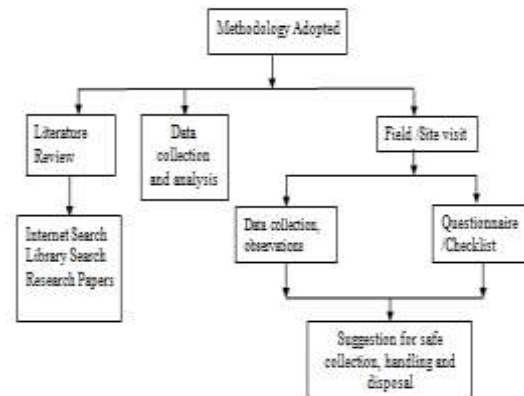 Methodology Adopted
Literature
Review
Data
collection
and analysis
Field /Site visit
Internet Search
Library Search
Research Papers
Data collection,
observations
Questionnaire
/Checklist
Suggestion for safe
collection, handling and
disposal